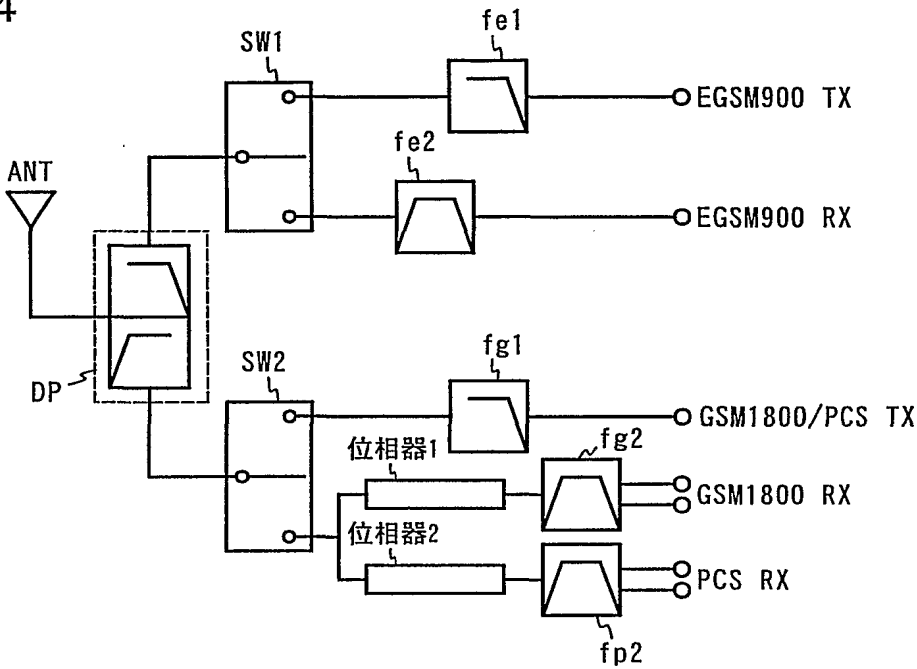 4
fe1
SW1
EGSM900 TX
fe2
ANT
EGSM900 RX
fg1
SW2
DP
GSM1800/PCS TX
fg2
位相器1
GSM1800 RX
位相器2
PCS RX
fp2